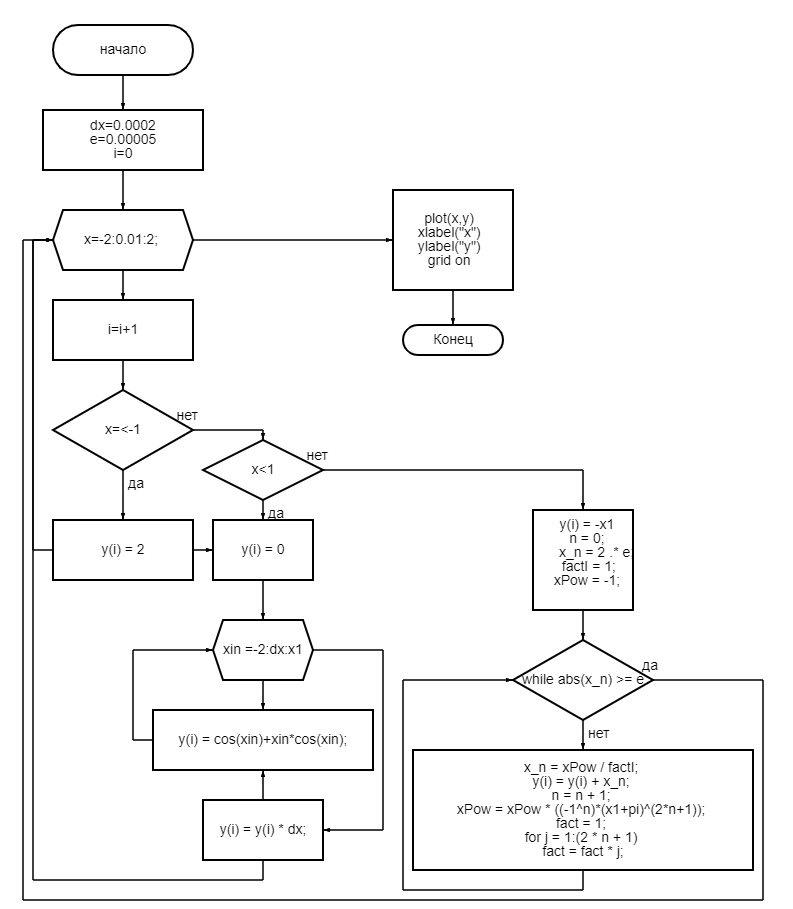 начало
dx=0.0002
e=0.00005
i=0
x=-2:0.01:2;
plot(x,y)
xlabel("x")
ylabel("y")
grid on
i=i+1
Конец
x=<-1
нет
x<1
нет
да
да
y(i) = 2
y(i) = 0
y(i) = -x1
n = 0;
x_n = 2 .* e;
factI = 1;
xPow = -1;
xin =-2:dx:x1
while abs(x_n) >= e
да
нет
y(i) = cos(xin)+xin*cos(xin);
y(i) = y(i) * dx;
x_n = xPow / factI;
y(i) = y(i) + x_n;
n = n + 1;
xPow = xPow * ((-1^n)*(x1+pi)^(2*n+1));
fact = 1;
for j = 1:(2 * n + 1)
fact = fact * j;